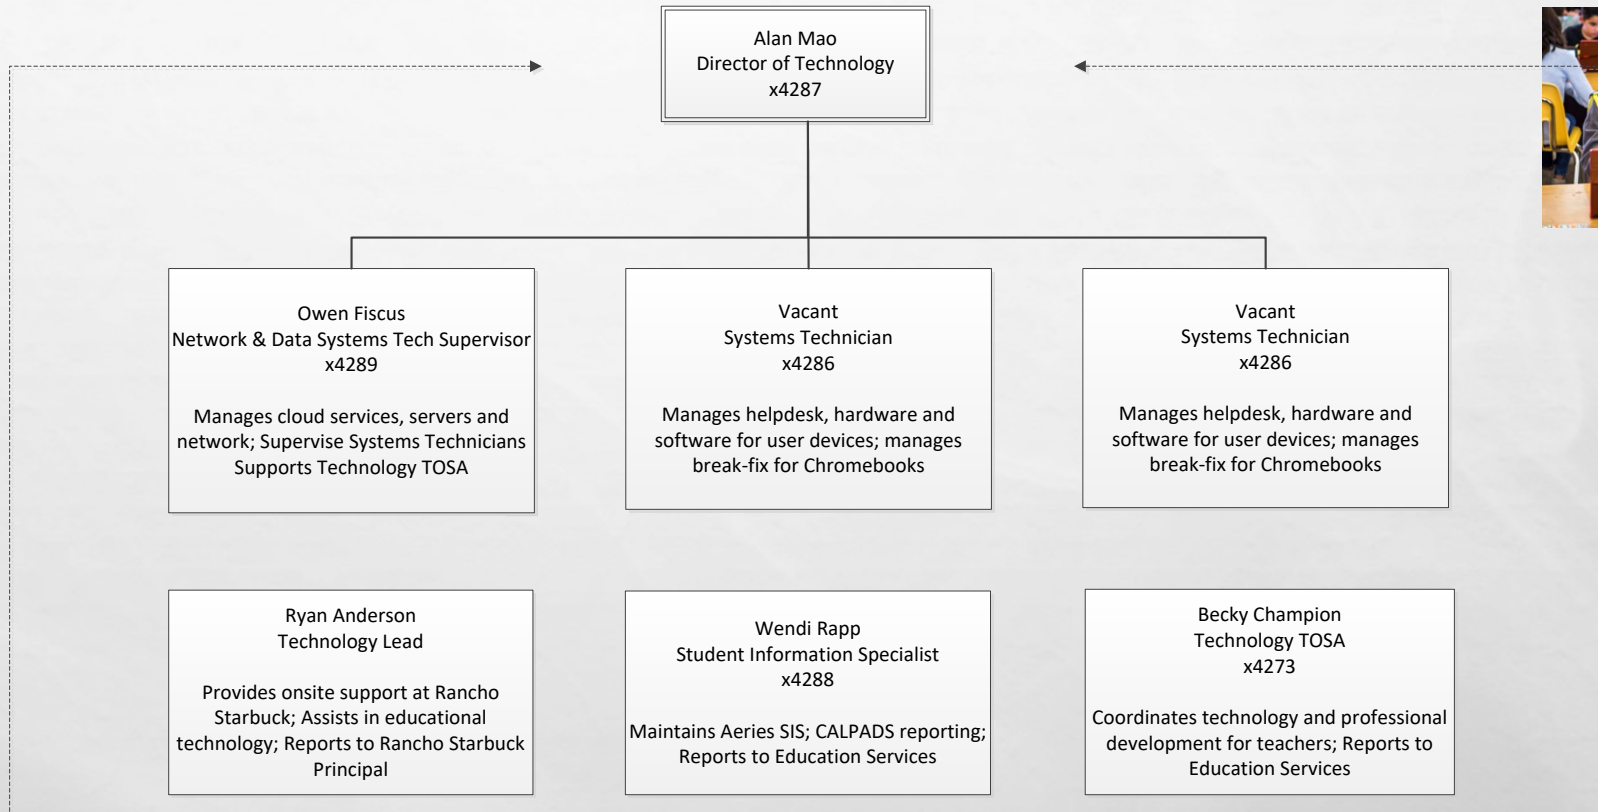 Alan Mao
Director of Technology
x4287
Owen Fiscus
Network & Data Systems Tech Supervisor
x4289
Manages cloud services, servers and
network; Supervise Systems Technicians
Supports Technology TOSA
Vacant
Systems Technician
x4286
Manages helpdesk, hardware and
software for user devices; manages
break-fix for Chromebooks
Vacant
Systems Technician
x4286
Manages helpdesk, hardware and
software for user devices; manages
break-fix for Chromebooks
Ryan Anderson
Technology Lead
Provides onsite support at Rancho
Starbuck; Assists in educational
technology; Reports to Rancho Starbuck
Principal
Wendi Rapp
Student Information Specialist
x4288
Maintains Aeries SIS; CALPADS reporting;
Reports to Education Services
Becky Champion
Technology TOSA
x4273
Coordinates technology and professional
development for teachers; Reports to
Education Services